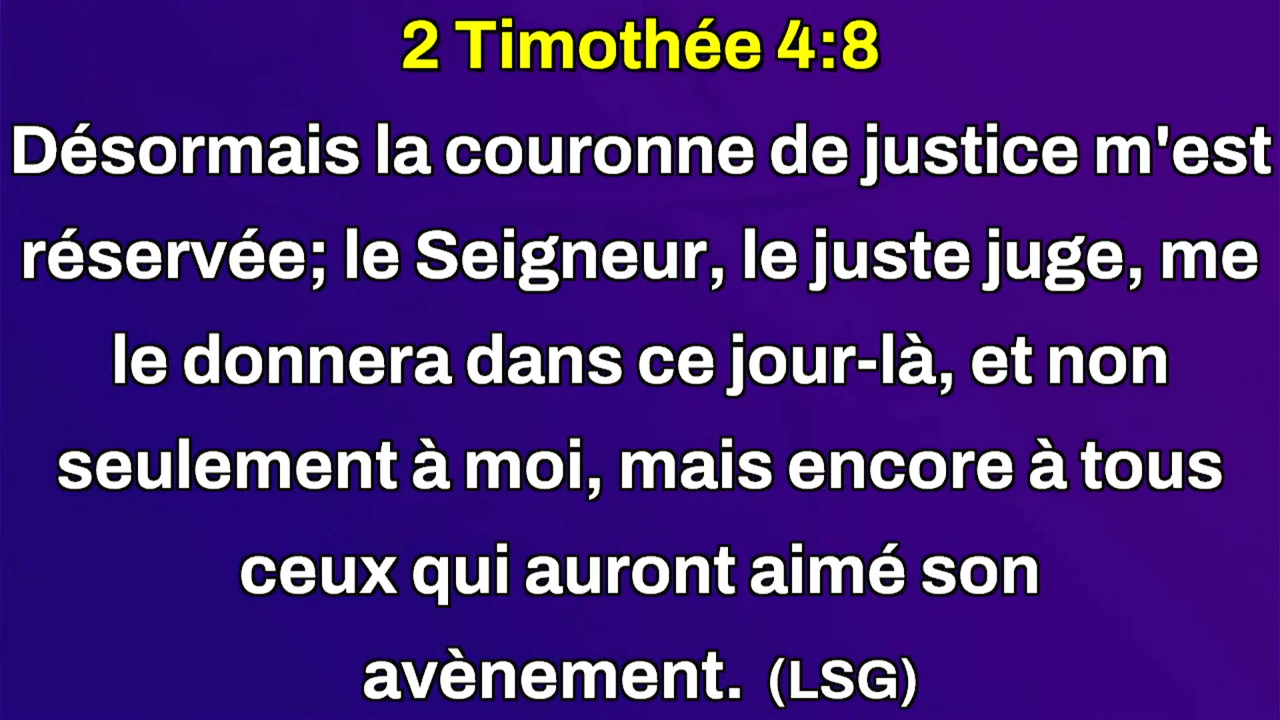 2 Timothée 4:8
Désormais la couronne de justice m'est
réservée; le Seigneur, le juste juge, me
le donnera dans ce jour-là, et non
seulement à moi, mais encore à tous
ceux qui auront aimé son
avènement. (LSG)